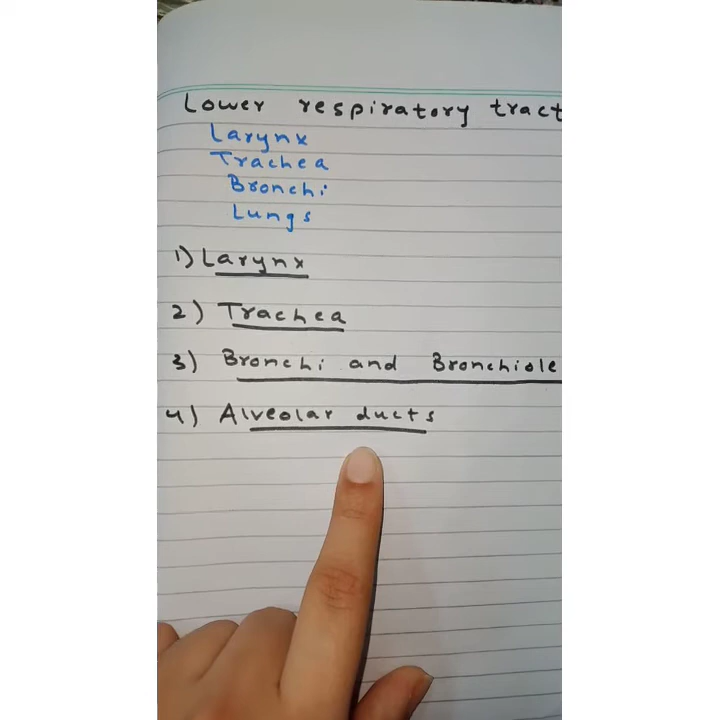 Lower respiratory tract
Larynx
Trachea
Bronchi
Lungs
1) Larynx
2) Trachea
3) Bronchi and Bronchiole
4) Alveolar ducts